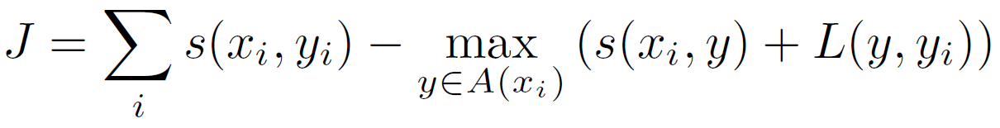 J = ∑_i s(x_i, y_i) − max_{y∈A(x_i)} (s(x_i, y) + L(y, y_i))